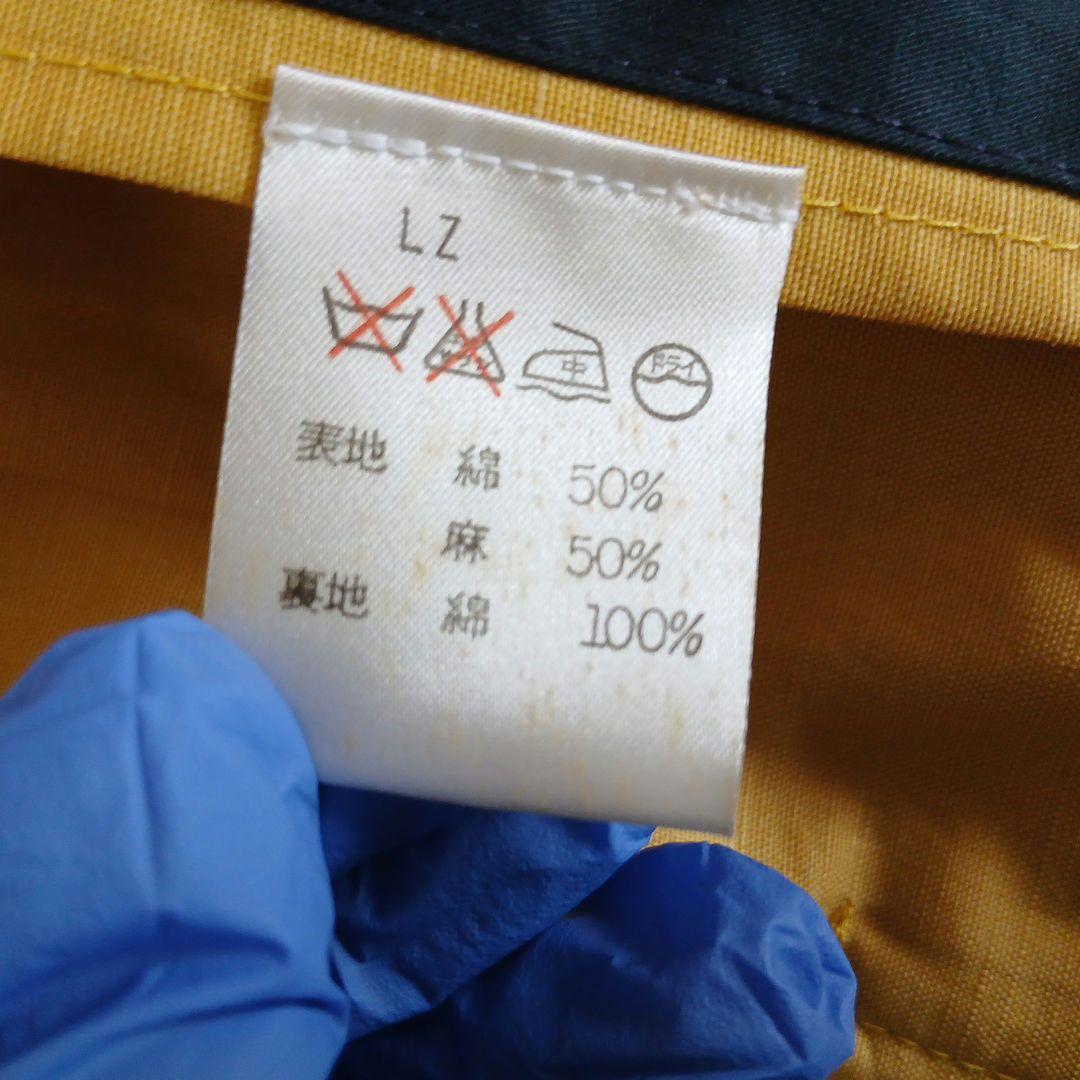 LZ
中 ドライ
表地 綿 50%
麻 50%
裏地 綿 100%